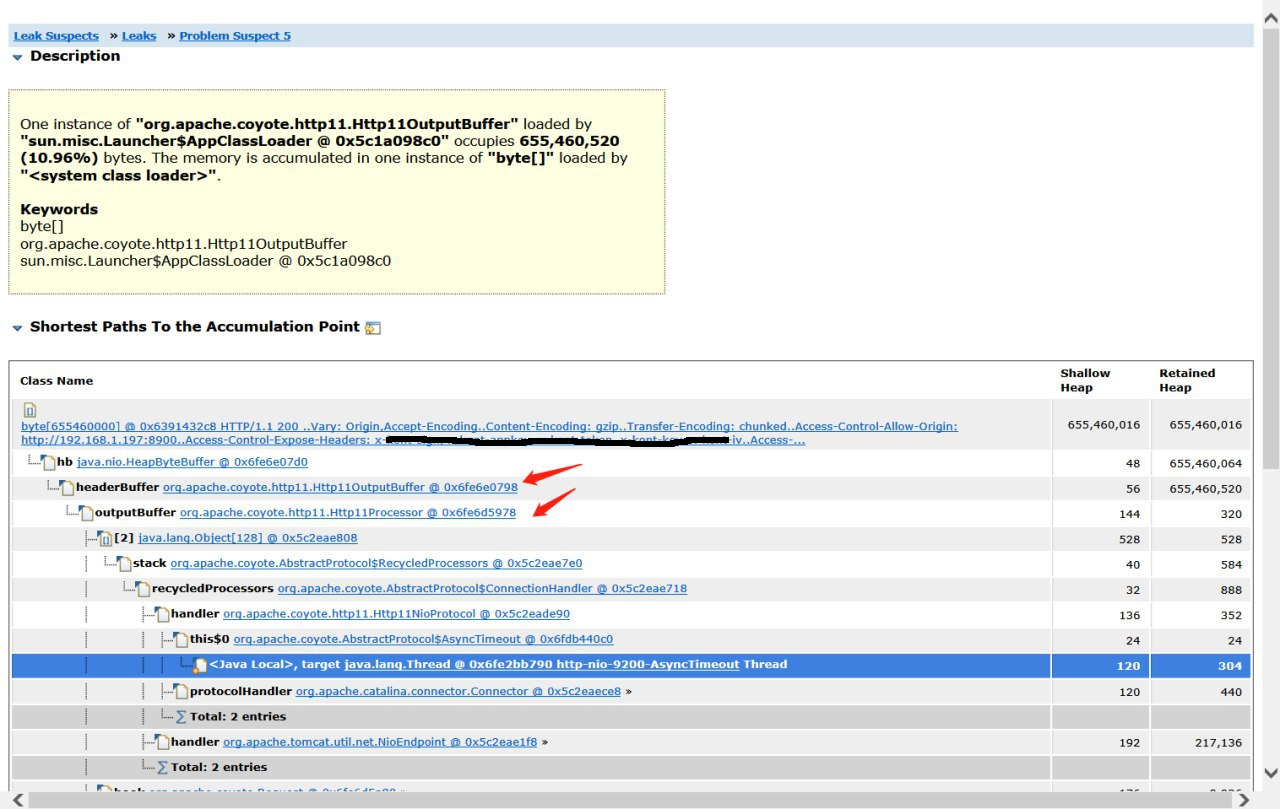 Leak Suspects » Leaks » Problem Suspect 5
Description
One instance of "org.apache.coyote.http11.Http11OutputBuffer" loaded by
"sun.misc.Launcher$AppClassLoader @ 0x5c1a098c0" occupies 655,460,520
(10.96%) bytes. The memory is accumulated in one instance of "byte[]" loaded by
"<system class loader>".
Keywords
byte[]
org.apache.coyote.http11.Http11OutputBuffer
sun.misc.Launcher$AppClassLoader @ 0x5c1a098c0
Shortest Paths To the Accumulation Point
Class Name Shallow Heap Retained Heap
byte[655460000] @ 0x6391432c8 HTTP/1.1 200 ..Vary: Origin,Accept-Encoding..Content-Encoding: gzip..Transfer-Encoding: chunked..Access-Control-Allow-Origin: 655,460,016 655,460,016
http://192.168.1.197:8900..Access-Control-Expose-Headers: x- -iv..Access-...
hb java.nio.HeapByteBuffer @ 0x6fe6e07d0 48 655,460,064
headerBuffer org.apache.coyote.http11.Http11OutputBuffer @ 0x6fe6e0798 56 655,460,520
outputBuffer org.apache.coyote.http11.Http11Processor @ 0x6fe6d5978 144 320
[2] java.lang.Object[128] @ 0x5c2eae808 528 528
stack org.apache.coyote.AbstractProtocol$RecycledProcessors @ 0x5c2eae7e0 40 584
recycledProcessors org.apache.coyote.AbstractProtocol$ConnectionHandler @ 0x5c2eae718 32 888
handler org.apache.coyote.http11.Http11NioProtocol @ 0x5c2eade90 136 352
this$0 org.apache.coyote.AbstractProtocol$AsyncTimeout @ 0x6fdb440c0 24 24
<Java Local>, target java.lang.Thread @ 0x6fe2bb790 http-nio-9200-AsyncTimeout Thread 120 304
protocolHandler org.apache.catalina.connector.Connector @ 0x5c2eaece8 » 120 440
Total: 2 entries
handler org.apache.tomcat.util.net.NioEndpoint @ 0x5c2eae1f8 » 192 217,136
Total: 2 entries